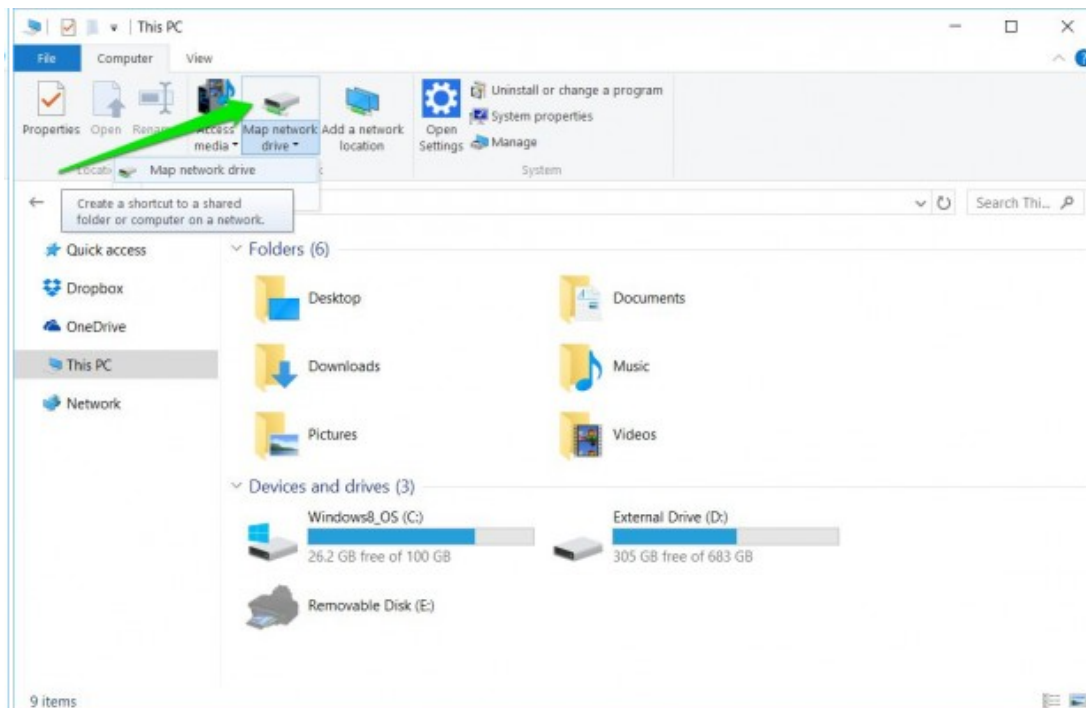 This PC
File Computer View
Properties Open Access media Map network drive Add a network location Open Settings Uninstall or change a program
System properties
Manage
Map network drive
System
Create a shortcut to a shared
folder or computer on a network.
Search Thi...
Quick access
Dropbox
OneDrive
This PC
Network
Folders (6)
Desktop
Documents
Downloads
Music
Pictures
Videos
Devices and drives (3)
Windows8_OS (C:)
26.2 GB free of 100 GB
External Drive (D:)
305 GB free of 683 GB
Removable Disk (E:)
9 items